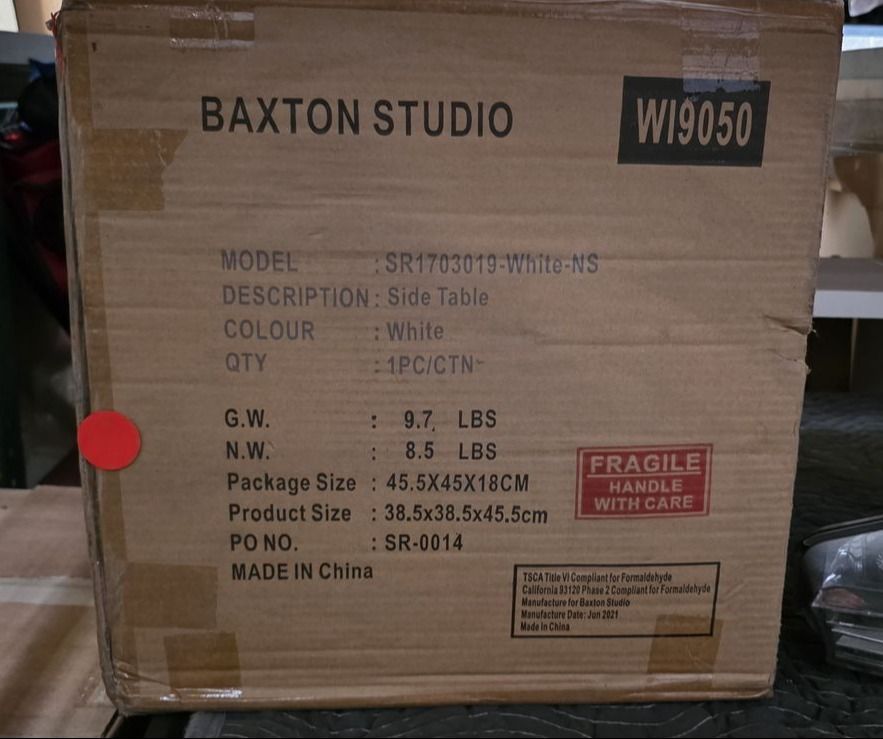 BAXTON STUDIO
WI9050
MODEL : SR1703019-White-NS
DESCRIPTION : Side Table
COLOUR : White
QTY : 1PC/CTN
G.W. : 9.7 LBS
N.W. : 8.5 LBS
Package Size : 45.5X45X18CM
Product Size : 38.5x38.5x45.5cm
PO NO. : SR-0014
MADE IN China
FRAGILE
HANDLE
WITH CARE
TSCA Title VI Compliant for Formaldehyde
California 93120 Phase 2 Compliant for Formaldehyde
Manufacture for Baxton Studio
Manufacture Date: Jun 2021
Made in China